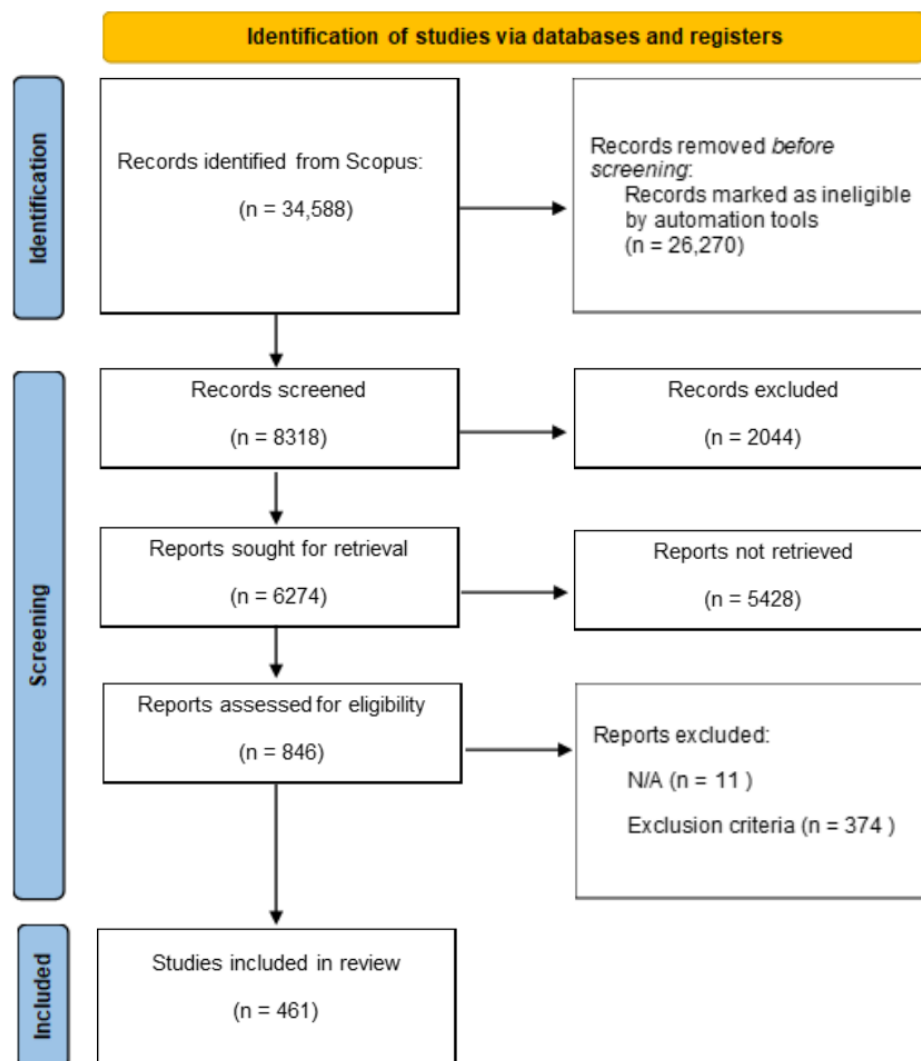 Identification of studies via databases and registers
Identification
Records identified from Scopus:
(n = 34,588)
Records removed before
screening:
Records marked as ineligible
by automation tools
(n = 26,270)
Screening
Records screened
(n = 8318)
Records excluded
(n = 2044)
Reports sought for retrieval
(n = 6274)
Reports not retrieved
(n = 5428)
Reports assessed for eligibility
(n = 846)
Reports excluded:
N/A (n = 11 )
Exclusion criteria (n = 374 )
Included
Studies included in review
(n = 461)